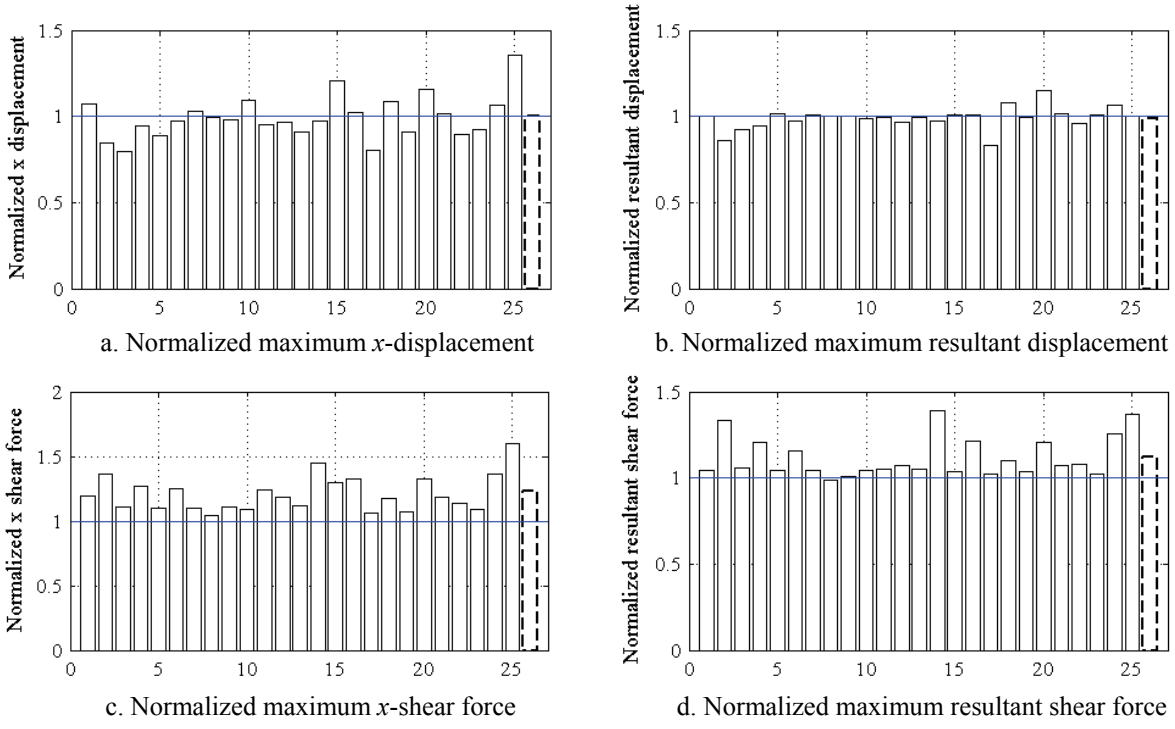 Normalized x displacement
1.5
1
0.5
0
0 5 10 15 20 25
a. Normalized maximum x-displacement
Normalized resultant displacement
1.5
1
0.5
0
0 5 10 15 20 25
b. Normalized maximum resultant displacement
Normalized x shear force
2
1.5
1
0.5
0
0 5 10 15 20 25
c. Normalized maximum x-shear force
Normalized resultant shear force
1.5
1
0.5
0
0 5 10 15 20 25
d. Normalized maximum resultant shear force